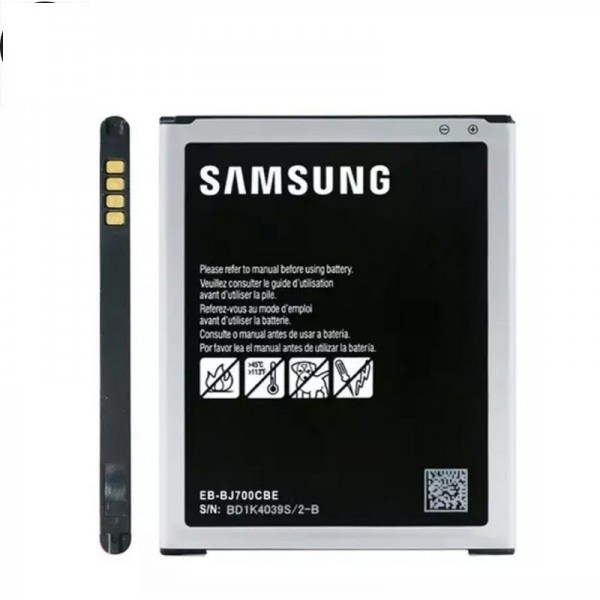 SAMSUNG
Please refer to manual before using battery.
Veuillez consulter le guide d'utilisation
avant d'utiliser la pile.
Referez-vous au mode d'emploi
avant d'utiliser la batterie.
Consulte o manual antes de usar a bateria.
Por favor lea el manual antes de utilizar la batería.
>45°C
>113°F
EB-BJ700CBE
S/N: BD1K4039S/2-B